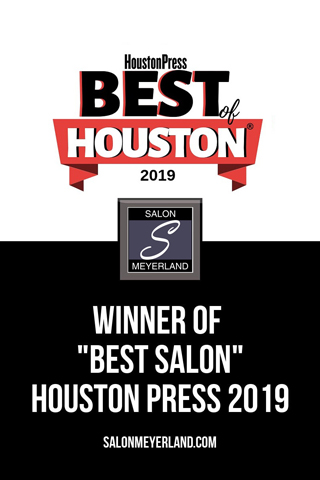 HoustonPress
BEST
of
HOUSTON®
2019
SALON
S
MEYERLAND
WINNER OF
"BEST SALON"
HOUSTON PRESS 2019
SALONMEYERLAND.COM